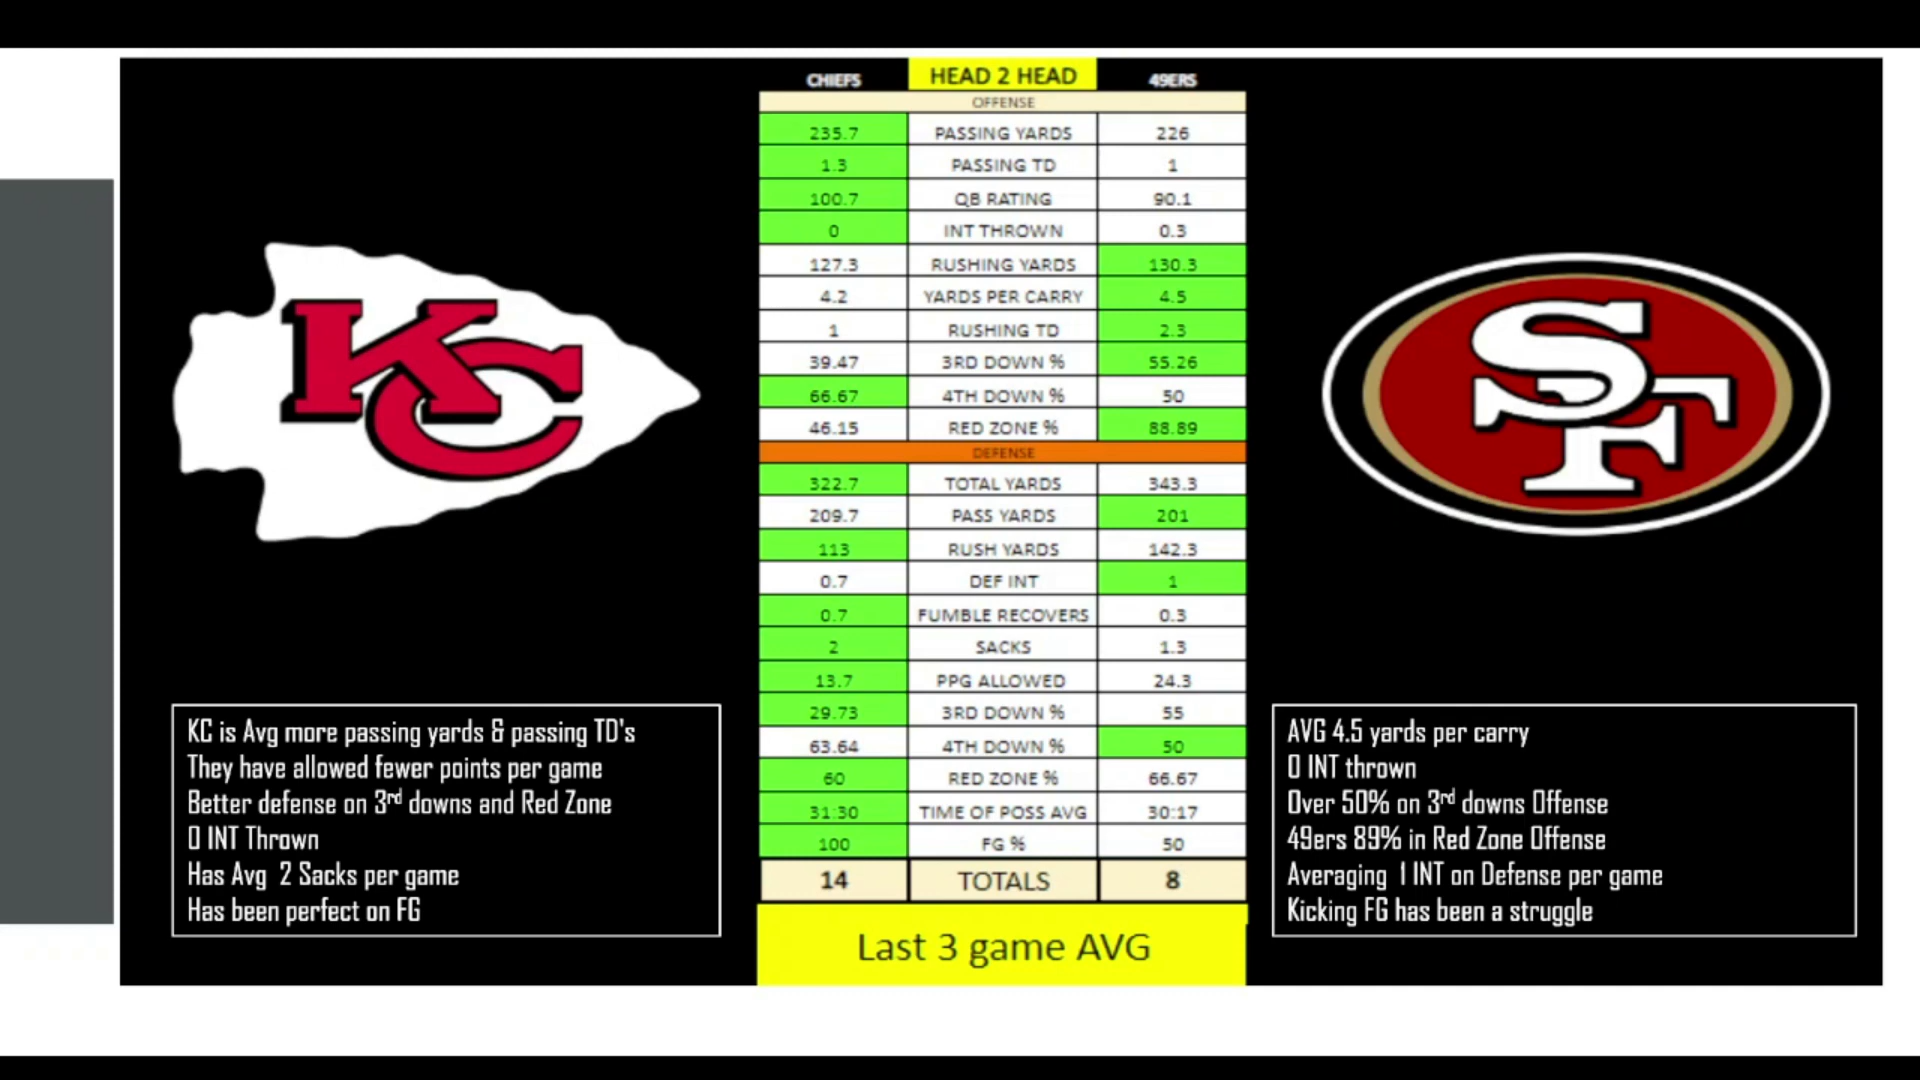 CHIEFS HEAD 2 HEAD 49ERS
OFFENSE
235.7 PASSING YARDS 226
1.3 PASSING TD 1
100.7 QB RATING 90.1
0 INT THROWN 0.3
127.3 RUSHING YARDS 130.3
4.2 YARDS PER CARRY 4.5
1 RUSHING TD 2.3
39.47 3RD DOWN % 55.26
66.67 4TH DOWN % 50
46.15 RED ZONE % 88.89
DEFENSE
322.7 TOTAL YARDS 343.3
209.7 PASS YARDS 201
113 RUSH YARDS 142.3
0.7 DEF INT 1
0.7 FUMBLE RECOVERS 0.3
2 SACKS 1.3
13.7 PPG ALLOWED 24.3
29.73 3RD DOWN % 55
63.64 4TH DOWN % 50
60 RED ZONE % 66.67
31:30 TIME OF POSS AVG 30:17
100 FG % 50
14 TOTALS 8
Last 3 game AVG
KC
SF
KC is Avg more passing yards & passing TD's
They have allowed fewer points per game
Better defense on 3rd downs and Red Zone
0 INT Thrown
Has Avg 2 Sacks per game
Has been perfect on FG
AVG 4.5 yards per carry
0 INT thrown
Over 50% on 3rd downs Offense
49ers 89% in Red Zone Offense
Averaging 1 INT on Defense per game
Kicking FG has been a struggle